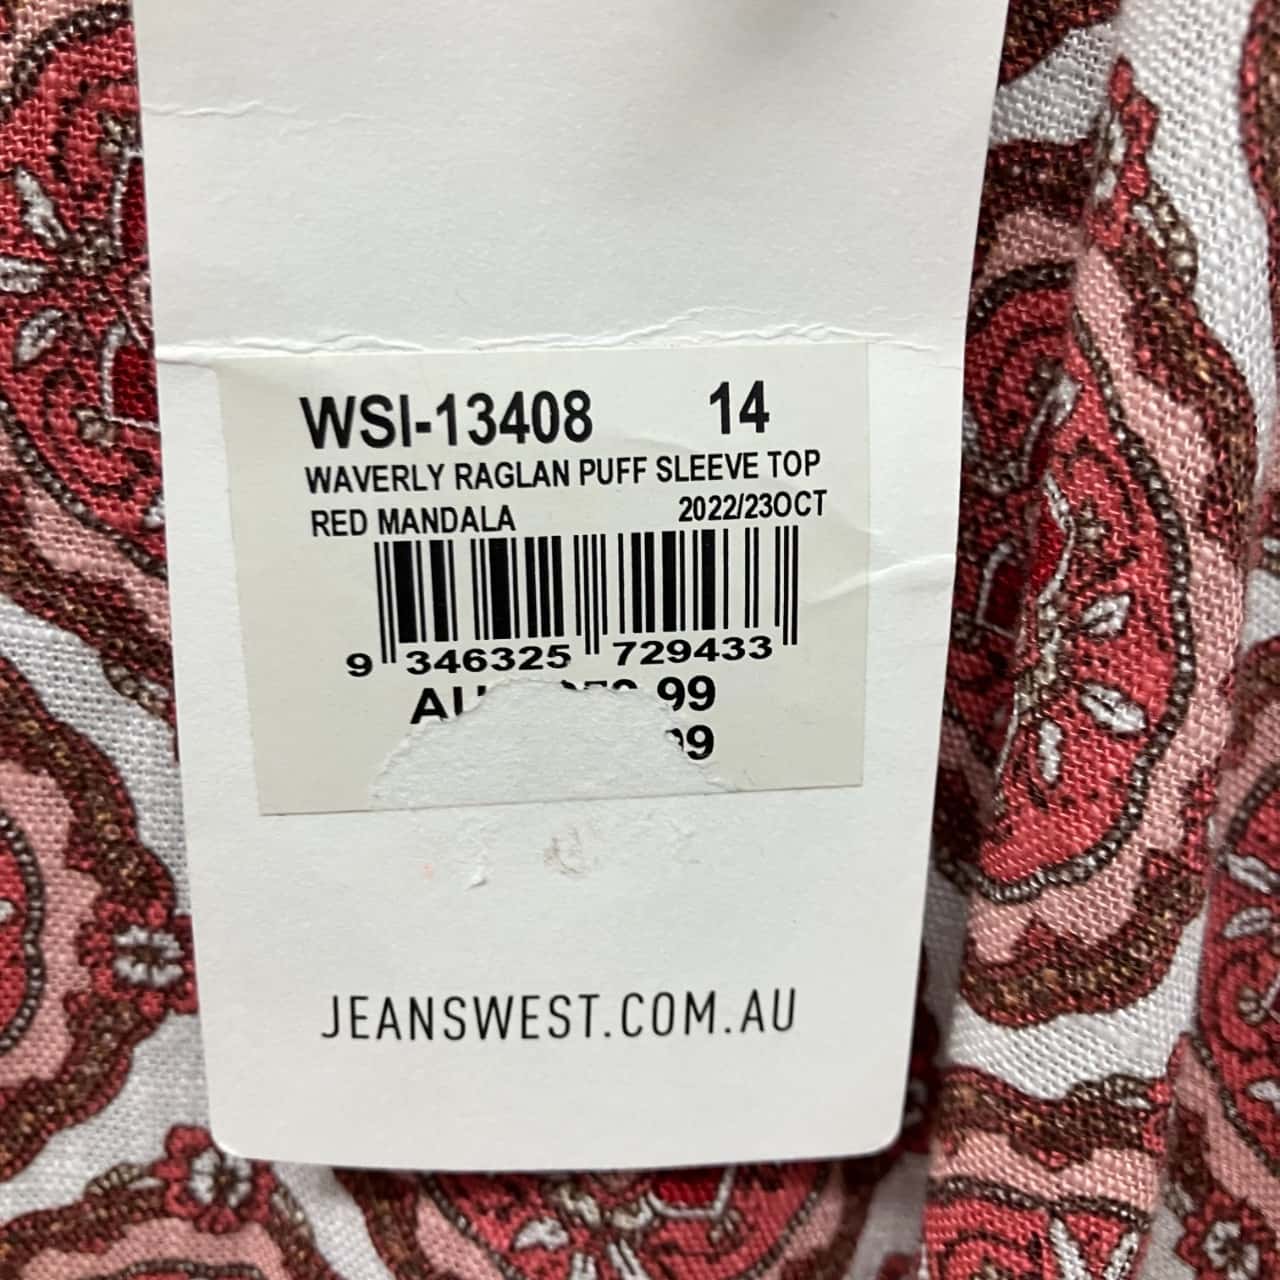 WSI-13408 14
WAVERLY RAGLAN PUFF SLEEVE TOP
RED MANDALA 2022/23OCT
9 346325 729433
JEANSWEST.COM.AU